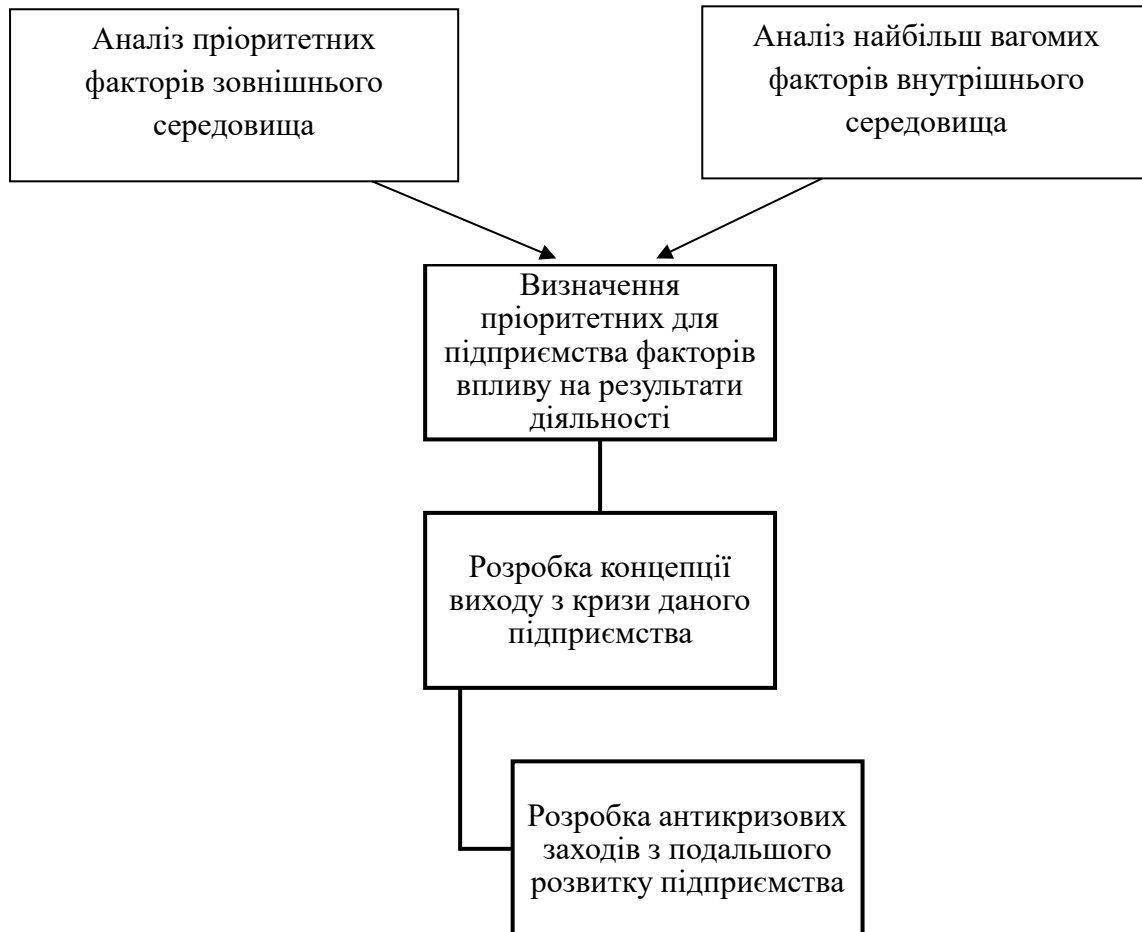 Аналіз пріоритетних
факторів зовнішнього
середовища
Аналіз найбільш вагомих
факторів внутрішнього
середовища
Визначення
пріоритетних для
підприємства факторів
впливу на результати
діяльності
Розробка концепції
виходу з кризи даного
підприємства
Розробка антикризових
заходів з подальшого
розвитку підприємства